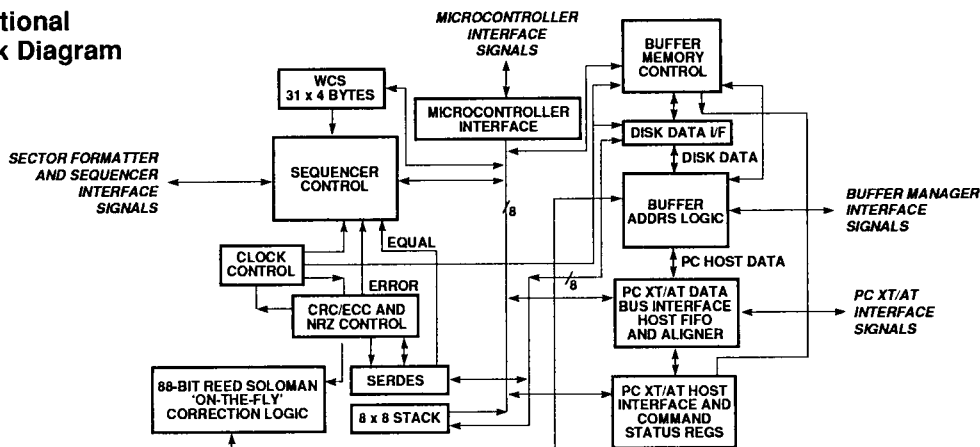 tional
k Diagram
MICROCONTROLLER
INTERFACE
SIGNALS
BUFFER
MEMORY
CONTROL
WCS
31 x 4 BYTES
MICROCONTROLLER
INTERFACE
DISK DATA I/F
DISK DATA
SECTOR FORMATTER
AND SEQUENCER
INTERFACE
SIGNALS
SEQUENCER
CONTROL
/8
BUFFER
ADDRS LOGIC
BUFFER MANAGER
INTERFACE
SIGNALS
EQUAL
CLOCK
CONTROL
PC HOST DATA
ERROR
/8
CRC/ECC AND
NRZ CONTROL
PC XT/AT DATA
BUS INTERFACE
HOST FIFO
AND ALIGNER
PC XT/AT
INTERFACE
SIGNALS
88-BIT REED SOLOMAN
'ON-THE-FLY'
CORRECTION LOGIC
SERDES
8 x 8 STACK
PC XT/AT HOST
INTERFACE AND
COMMAND
STATUS REGS